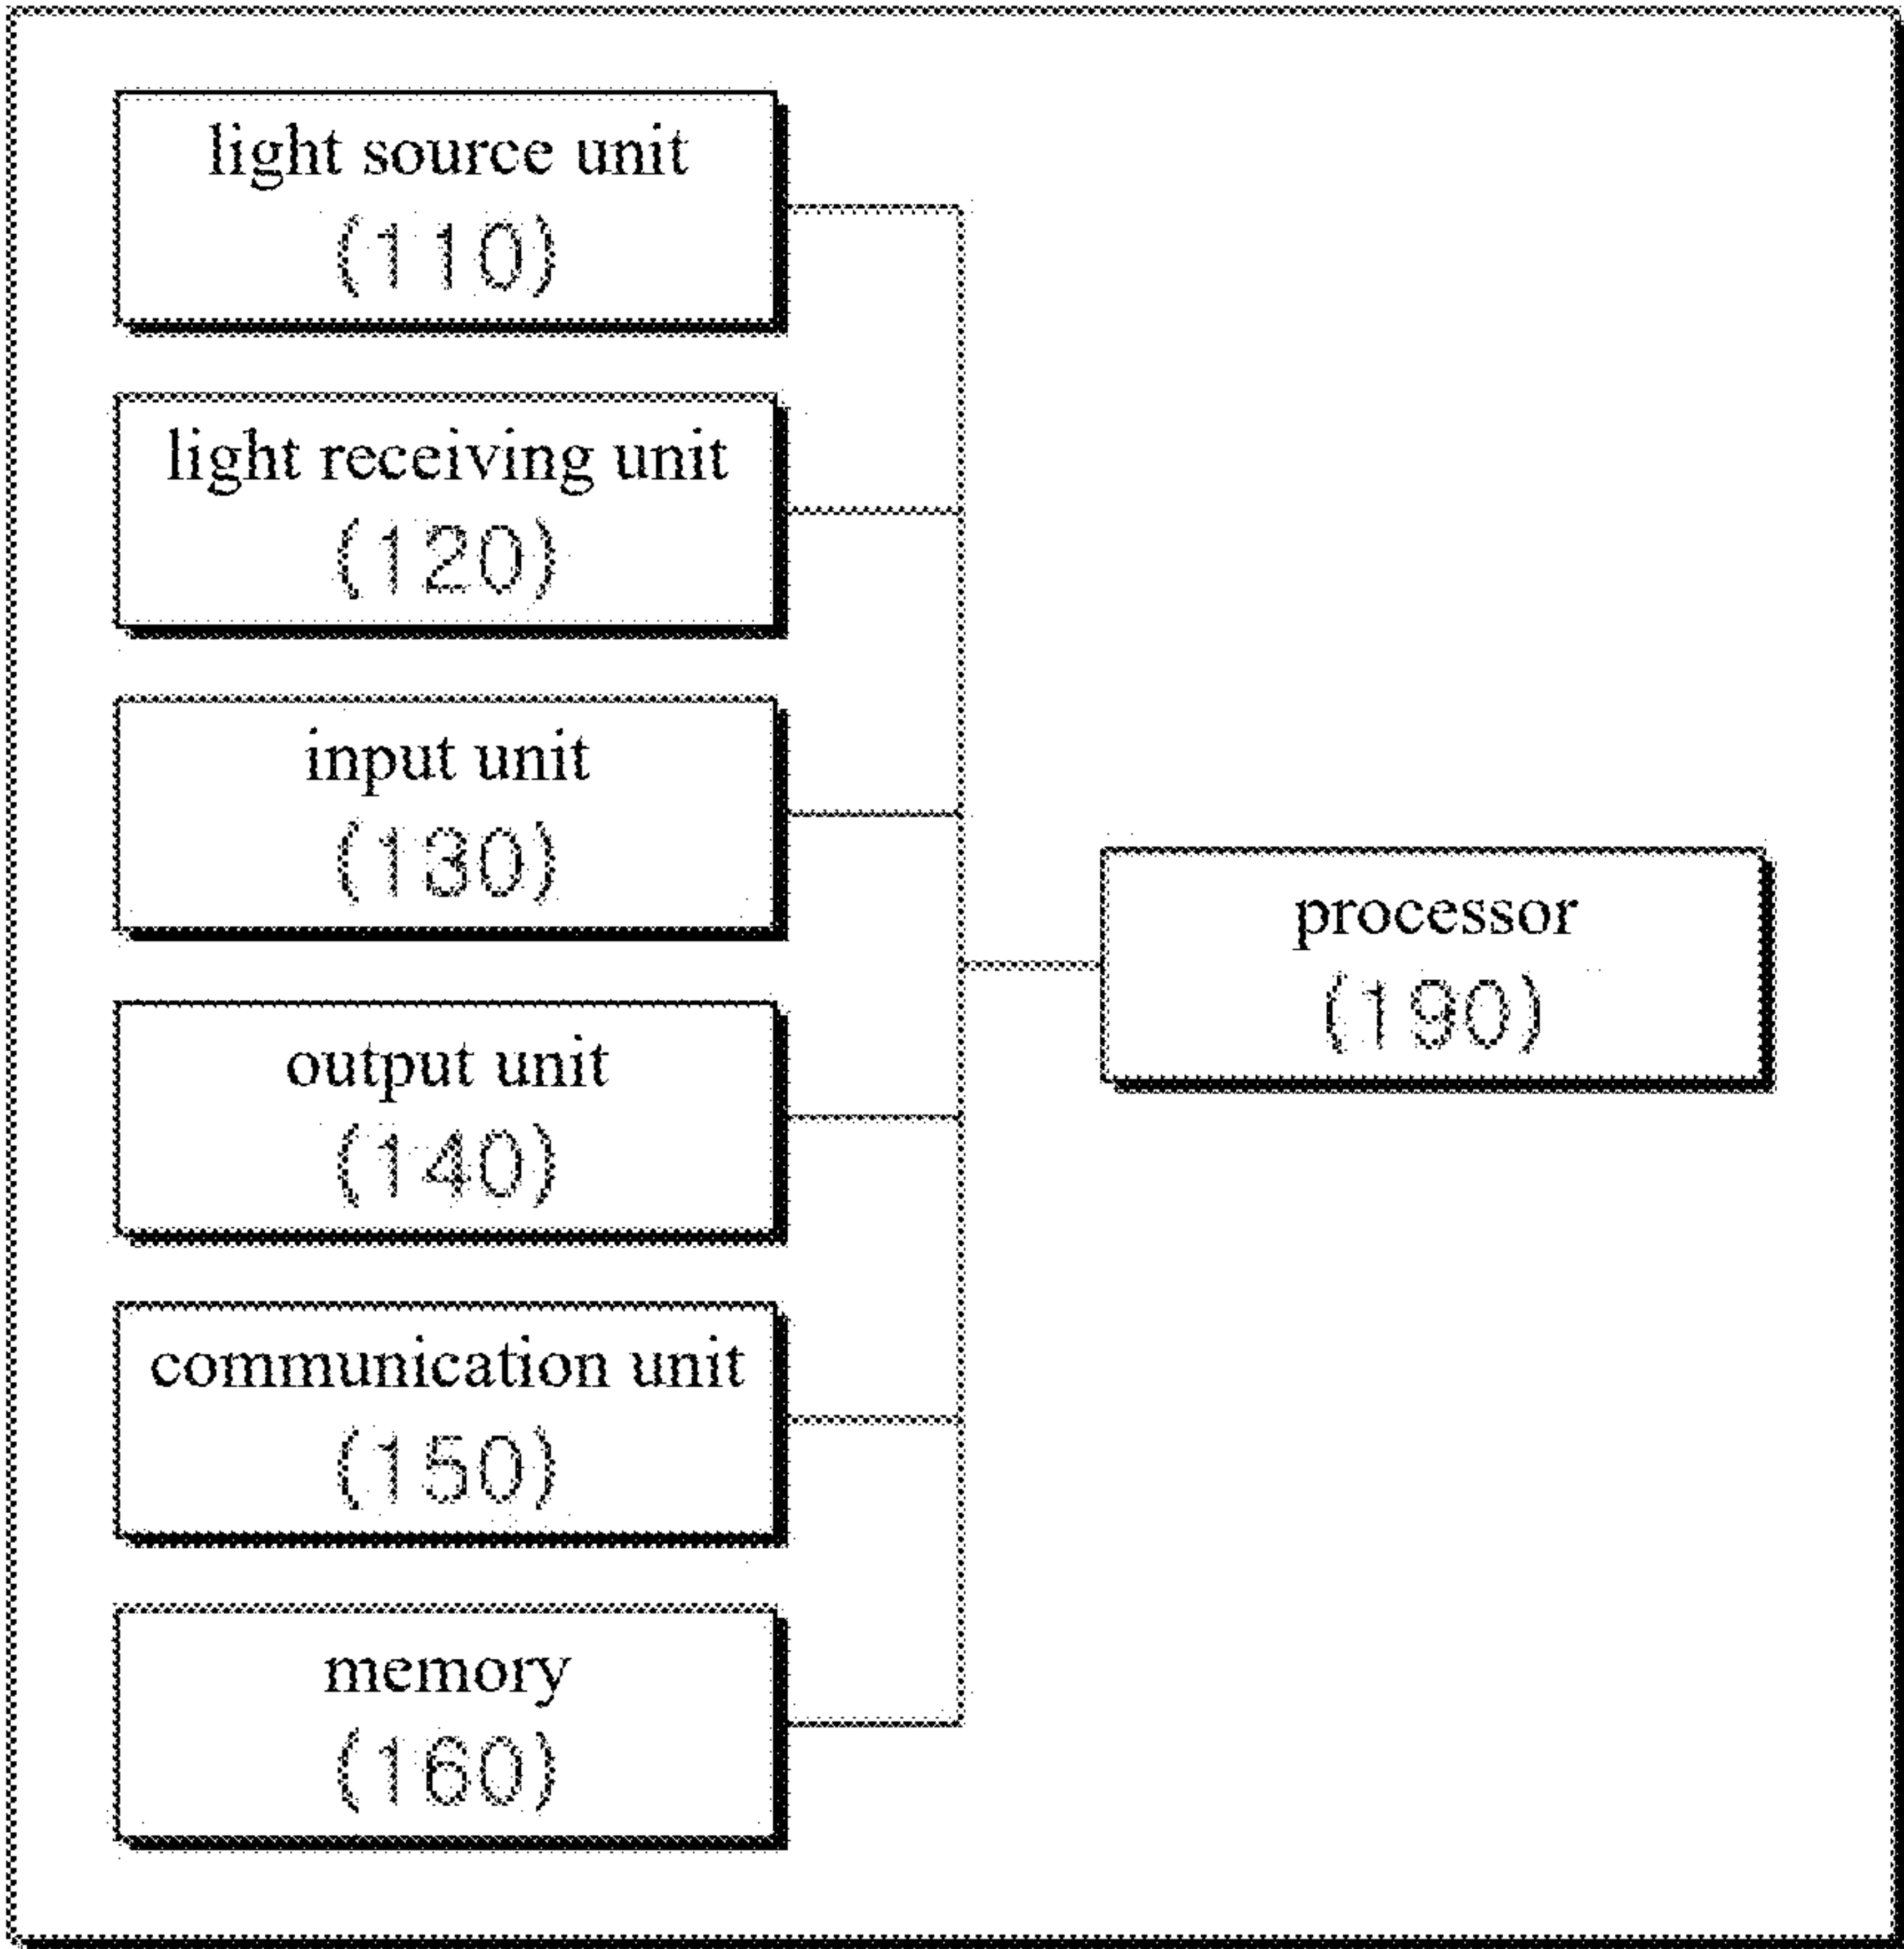 light source unit
(110)
light receiving unit
(120)
input unit
(130)
output unit
(140)
communication unit
(150)
memory
(160)
processor
(190)